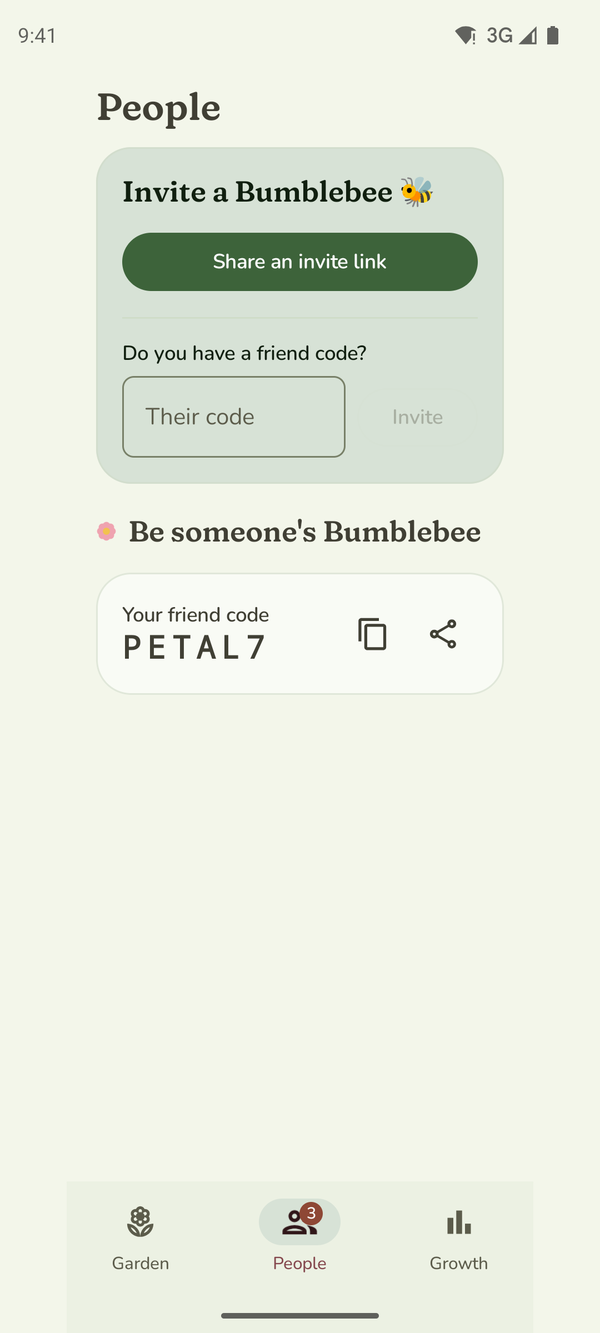 9:41
3G
People
Invite a Bumblebee 🐝
Share an invite link
Do you have a friend code?
Their code
Invite
Be someone's Bumblebee
Your friend code
PETAL7
3
Garden
People
Growth